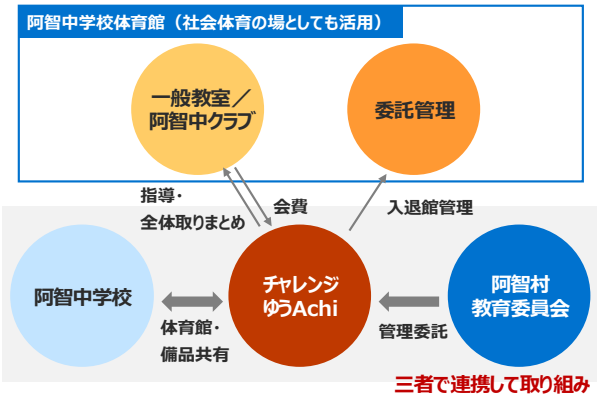 阿智中学校体育館（社会体育の場としても活用）
一般教室／
阿智中クラブ
委託管理
指導・
全体取りまとめ
会費
入退館管理
阿智中学校
チャレンジ
ゆうAchi
阿智村
教育委員会
体育館・
備品共有
管理委託
三者で連携して取り組み